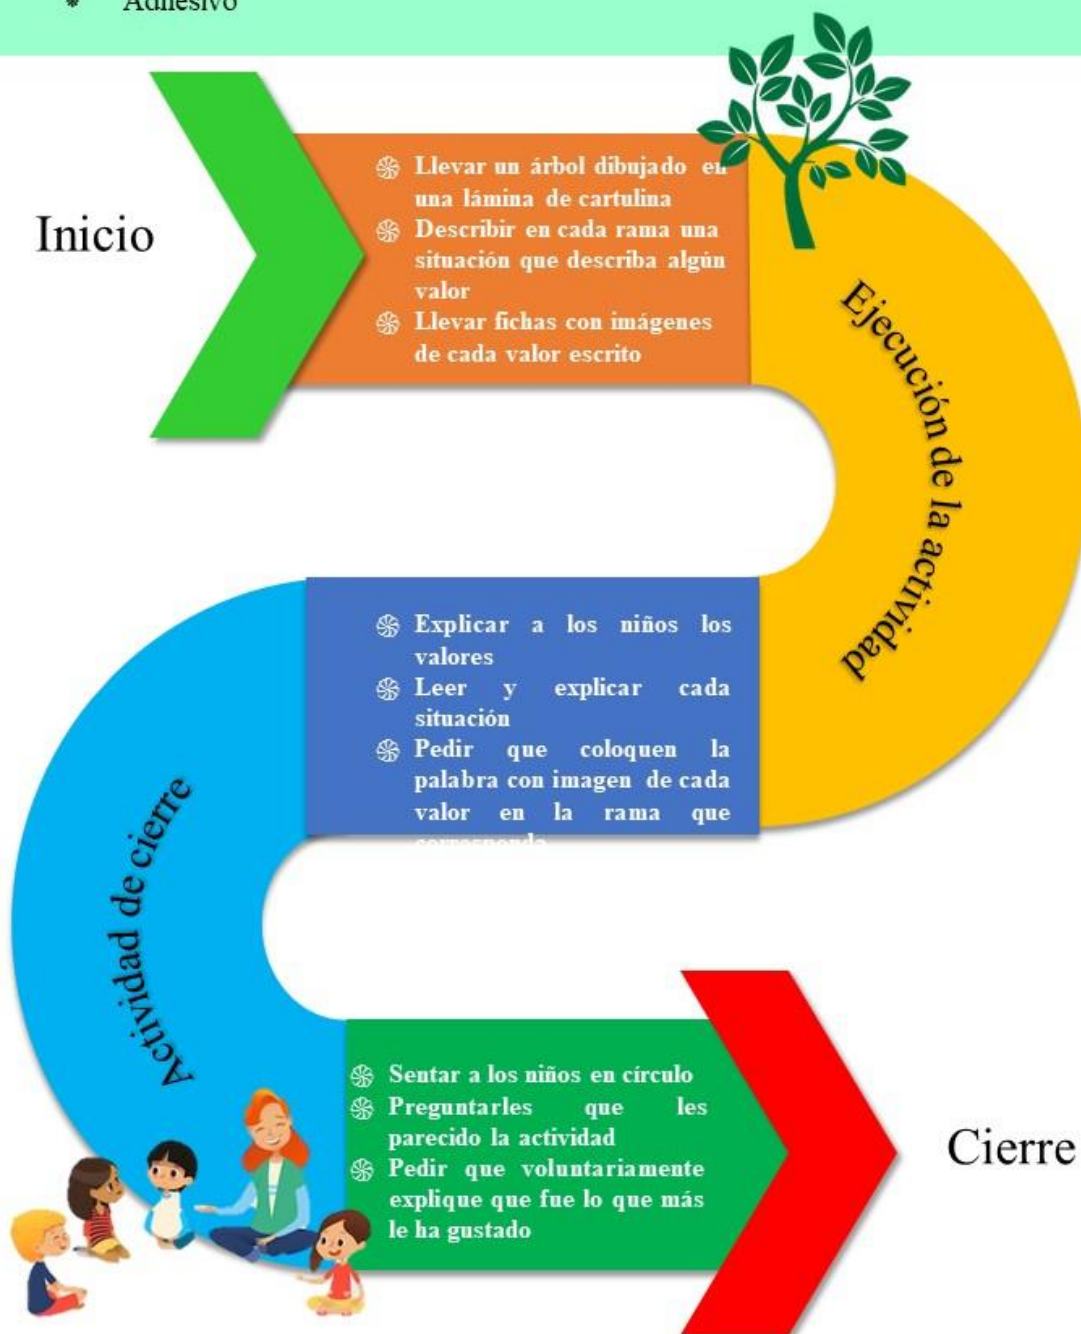 * Adhesivo
Inicio
֍ Llevar un árbol dibujado en
una lámina de cartulina
֍ Describir en cada rama una
situación que describa algún
valor
֍ Llevar fichas con imágenes
de cada valor escrito
Ejecución de la actividad
֍ Explicar a los niños los
valores
֍ Leer y explicar cada
situación
֍ Pedir que coloquen la
palabra con imagen de cada
valor en la rama que
corresponda
Actividad de cierre
֍ Sentar a los niños en círculo
֍ Preguntarles que les
parecido la actividad
֍ Pedir que voluntariamente
explique que fue lo que más
le ha gustado
Cierre